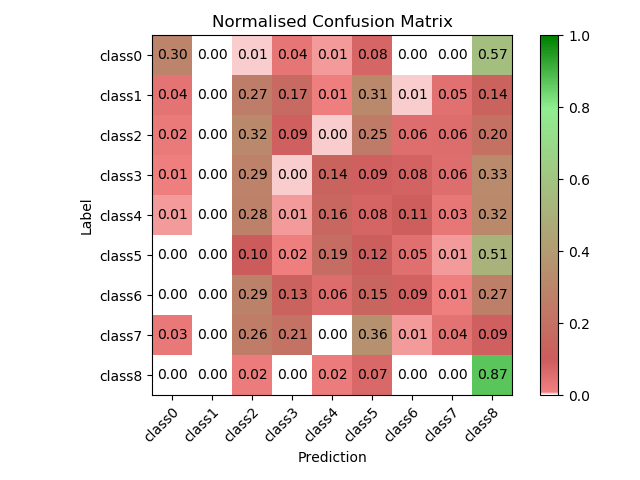 Normalised Confusion Matrix
class0 0.30 0.00 0.01 0.04 0.01 0.08 0.00 0.00 0.57
class1 0.04 0.00 0.27 0.17 0.01 0.31 0.01 0.05 0.14
class2 0.02 0.00 0.32 0.09 0.00 0.25 0.06 0.06 0.20
class3 0.01 0.00 0.29 0.00 0.14 0.09 0.08 0.06 0.33
class4 0.01 0.00 0.28 0.01 0.16 0.08 0.11 0.03 0.32
class5 0.00 0.00 0.10 0.02 0.19 0.12 0.05 0.01 0.51
class6 0.00 0.00 0.29 0.13 0.06 0.15 0.09 0.01 0.27
class7 0.03 0.00 0.26 0.21 0.00 0.36 0.01 0.04 0.09
class8 0.00 0.00 0.02 0.00 0.02 0.07 0.00 0.00 0.87
class0 class1 class2 class3 class4 class5 class6 class7 class8
Prediction
Label
1.0
0.8
0.6
0.4
0.2
0.0